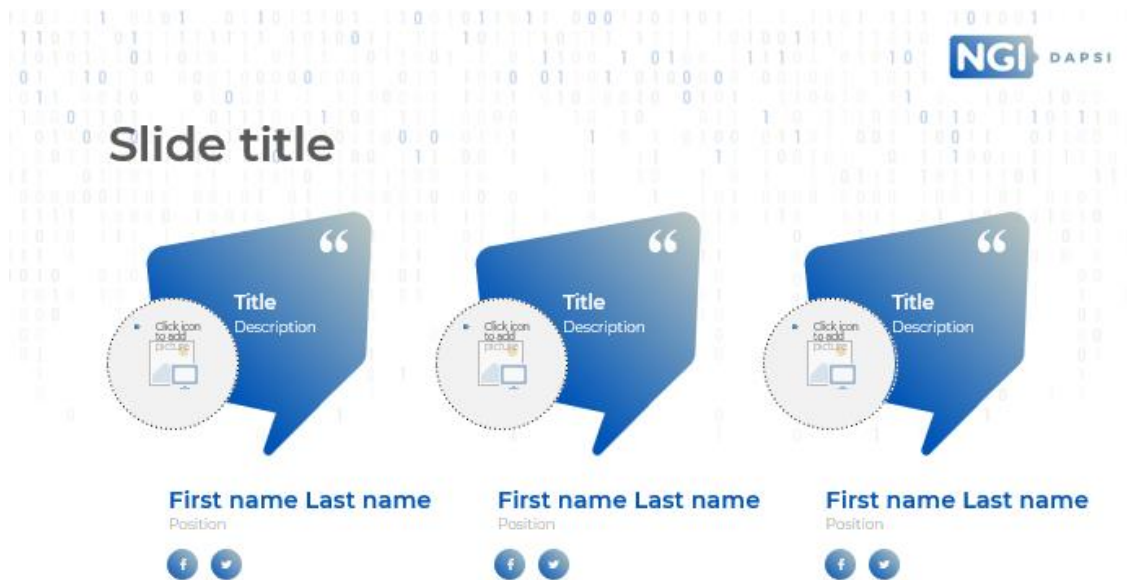 NGI DAPSI
Slide title
“
Title
Description
Click icon
to add
picture
First name Last name
Position
“
Title
Description
Click icon
to add
picture
First name Last name
Position
“
Title
Description
Click icon
to add
picture
First name Last name
Position